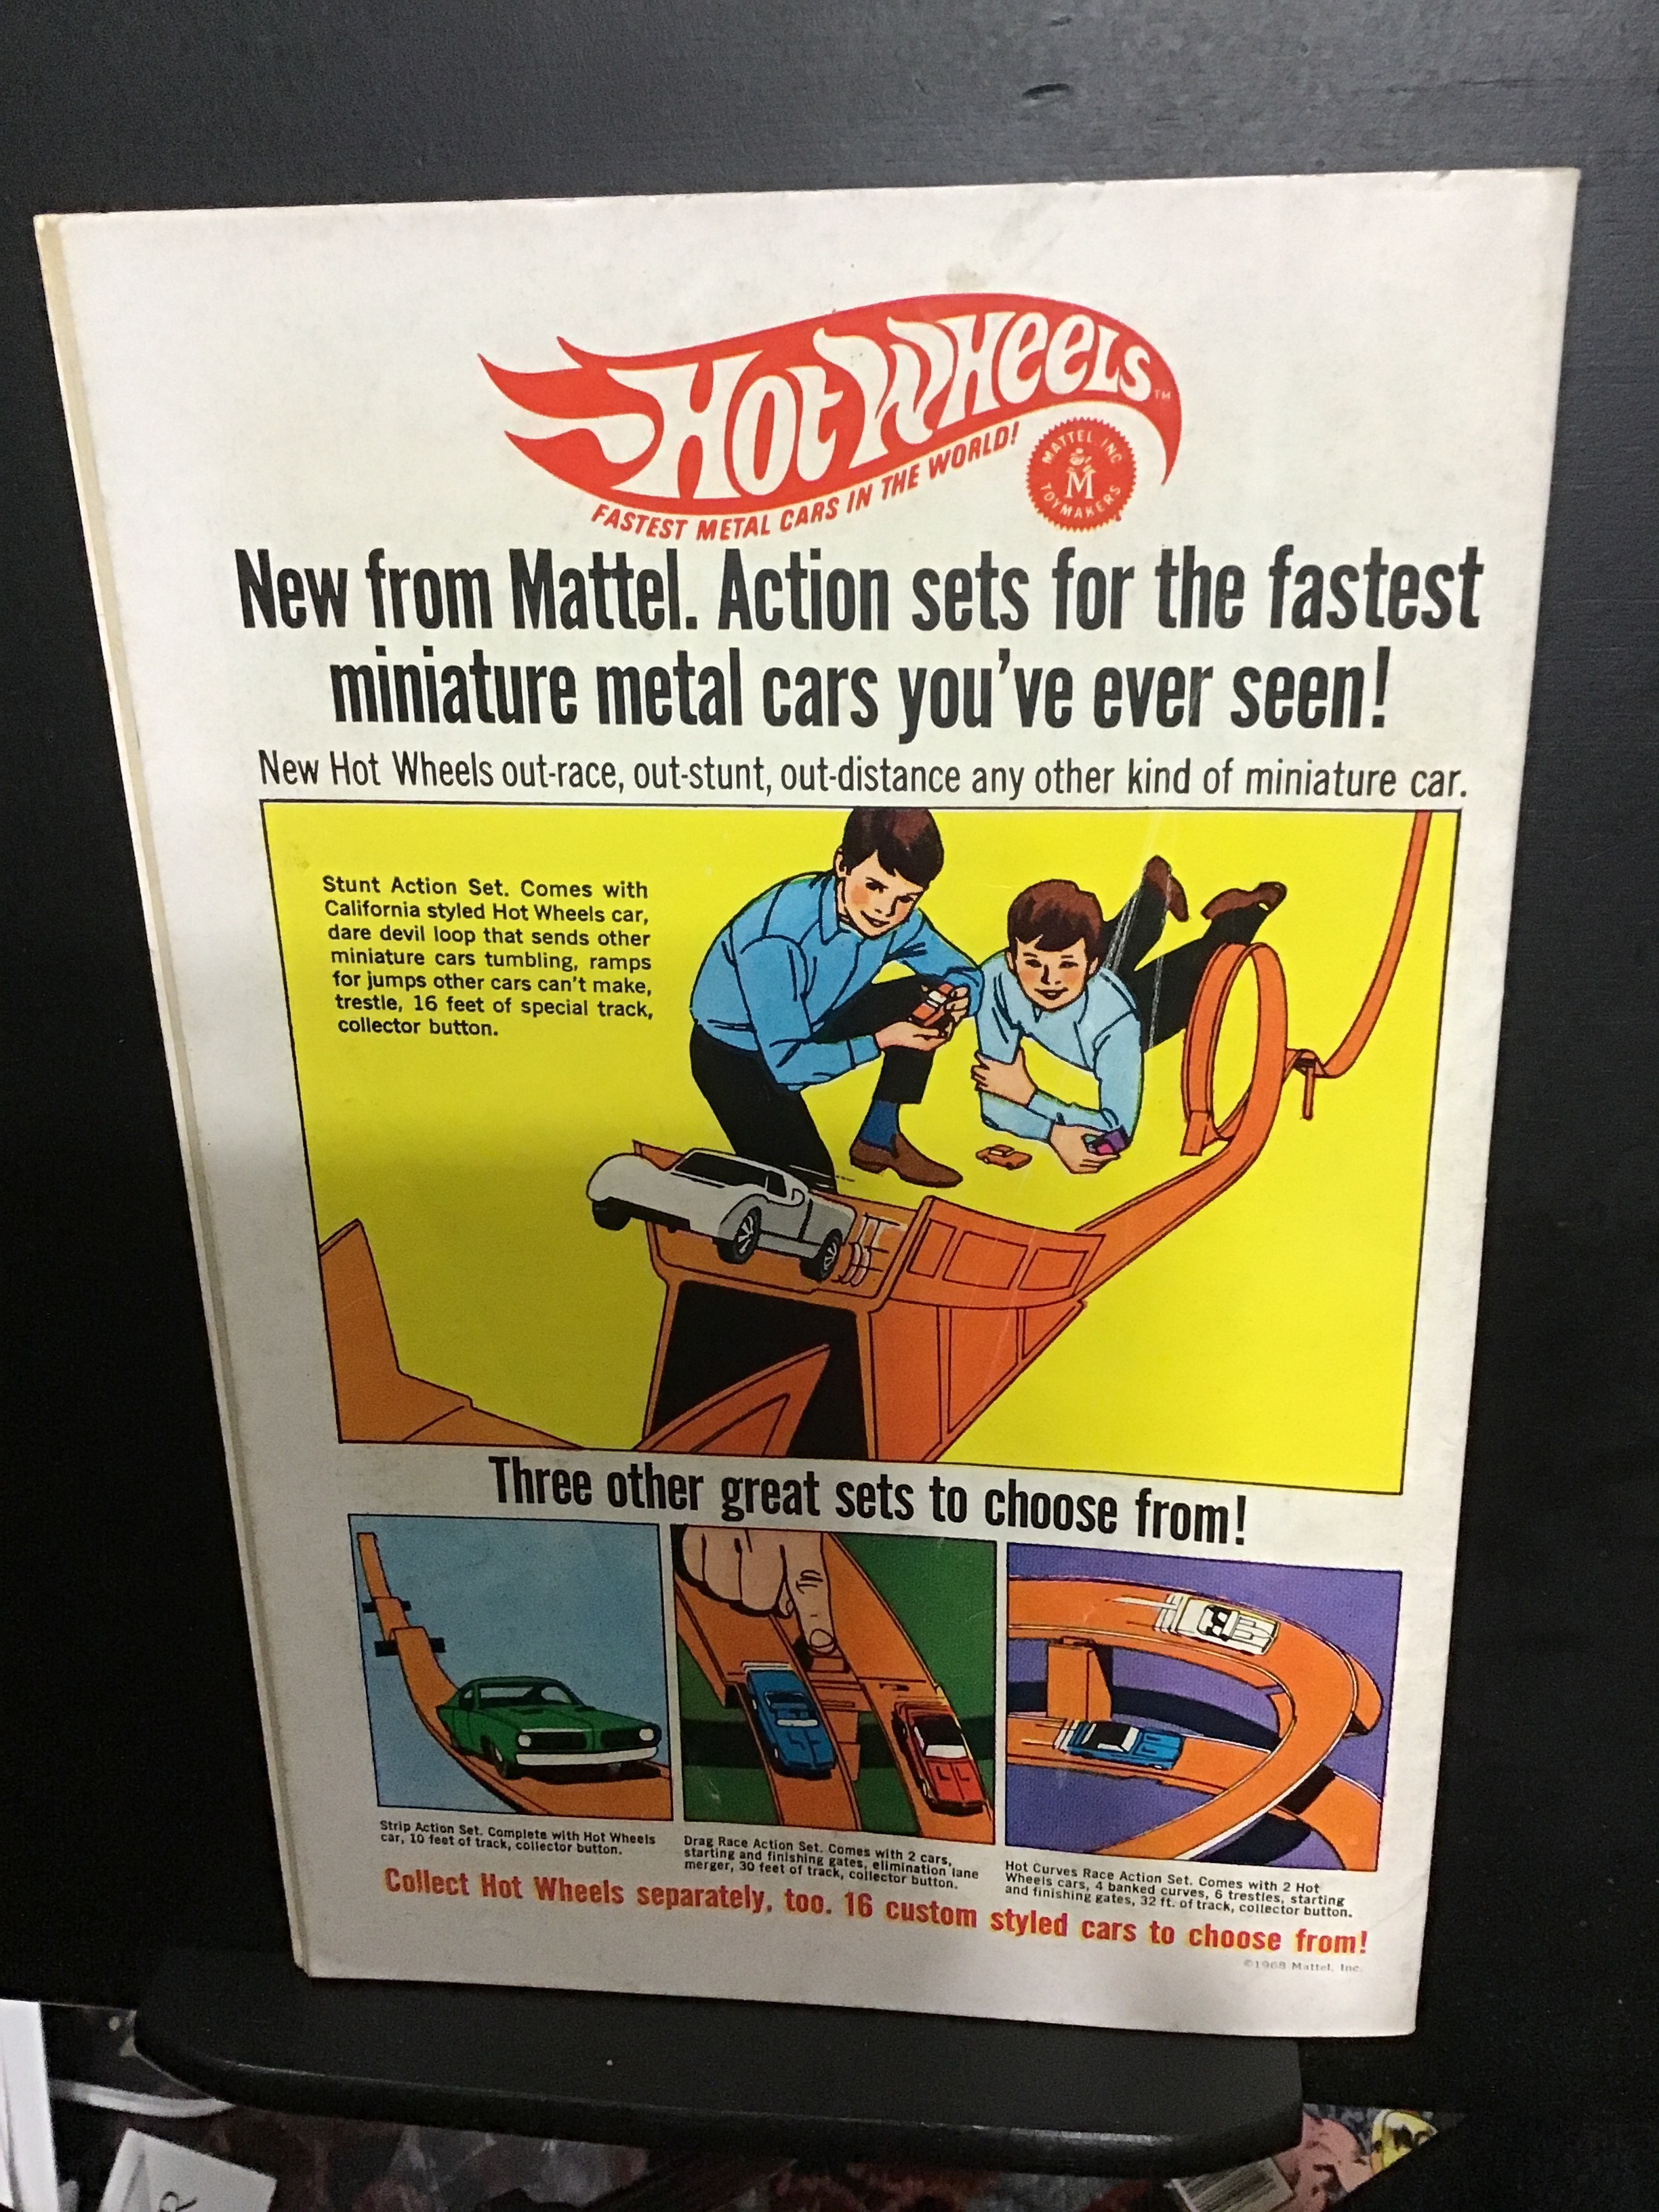 Hot Wheels™
FASTEST METAL CARS IN THE WORLD!
MATTEL, INC.
M
TOYMAKERS
New from Mattel. Action sets for the fastest
miniature metal cars you've ever seen!
New Hot Wheels out-race, out-stunt, out-distance any other kind of miniature car.
Stunt Action Set. Comes with
California styled Hot Wheels car,
dare devil loop that sends other
miniature cars tumbling, ramps
for jumps other cars can't make,
trestle, 16 feet of special track,
collector button.
Three other great sets to choose from!
Strip Action Set. Complete with Hot Wheels
car, 10 feet of track, collector button.
Drag Race Action Set. Comes with 2 cars,
starting and finishing gates, elimination lane
merger, 30 feet of track, collector button.
Hot Curves Race Action Set. Comes with 2 Hot
Wheels cars, 4 banked curves, 6 trestles, starting
and finishing gates, 32 ft. of track, collector button.
Collect Hot Wheels separately, too. 16 custom styled cars to choose from!
©1968 Mattel, Inc.
R